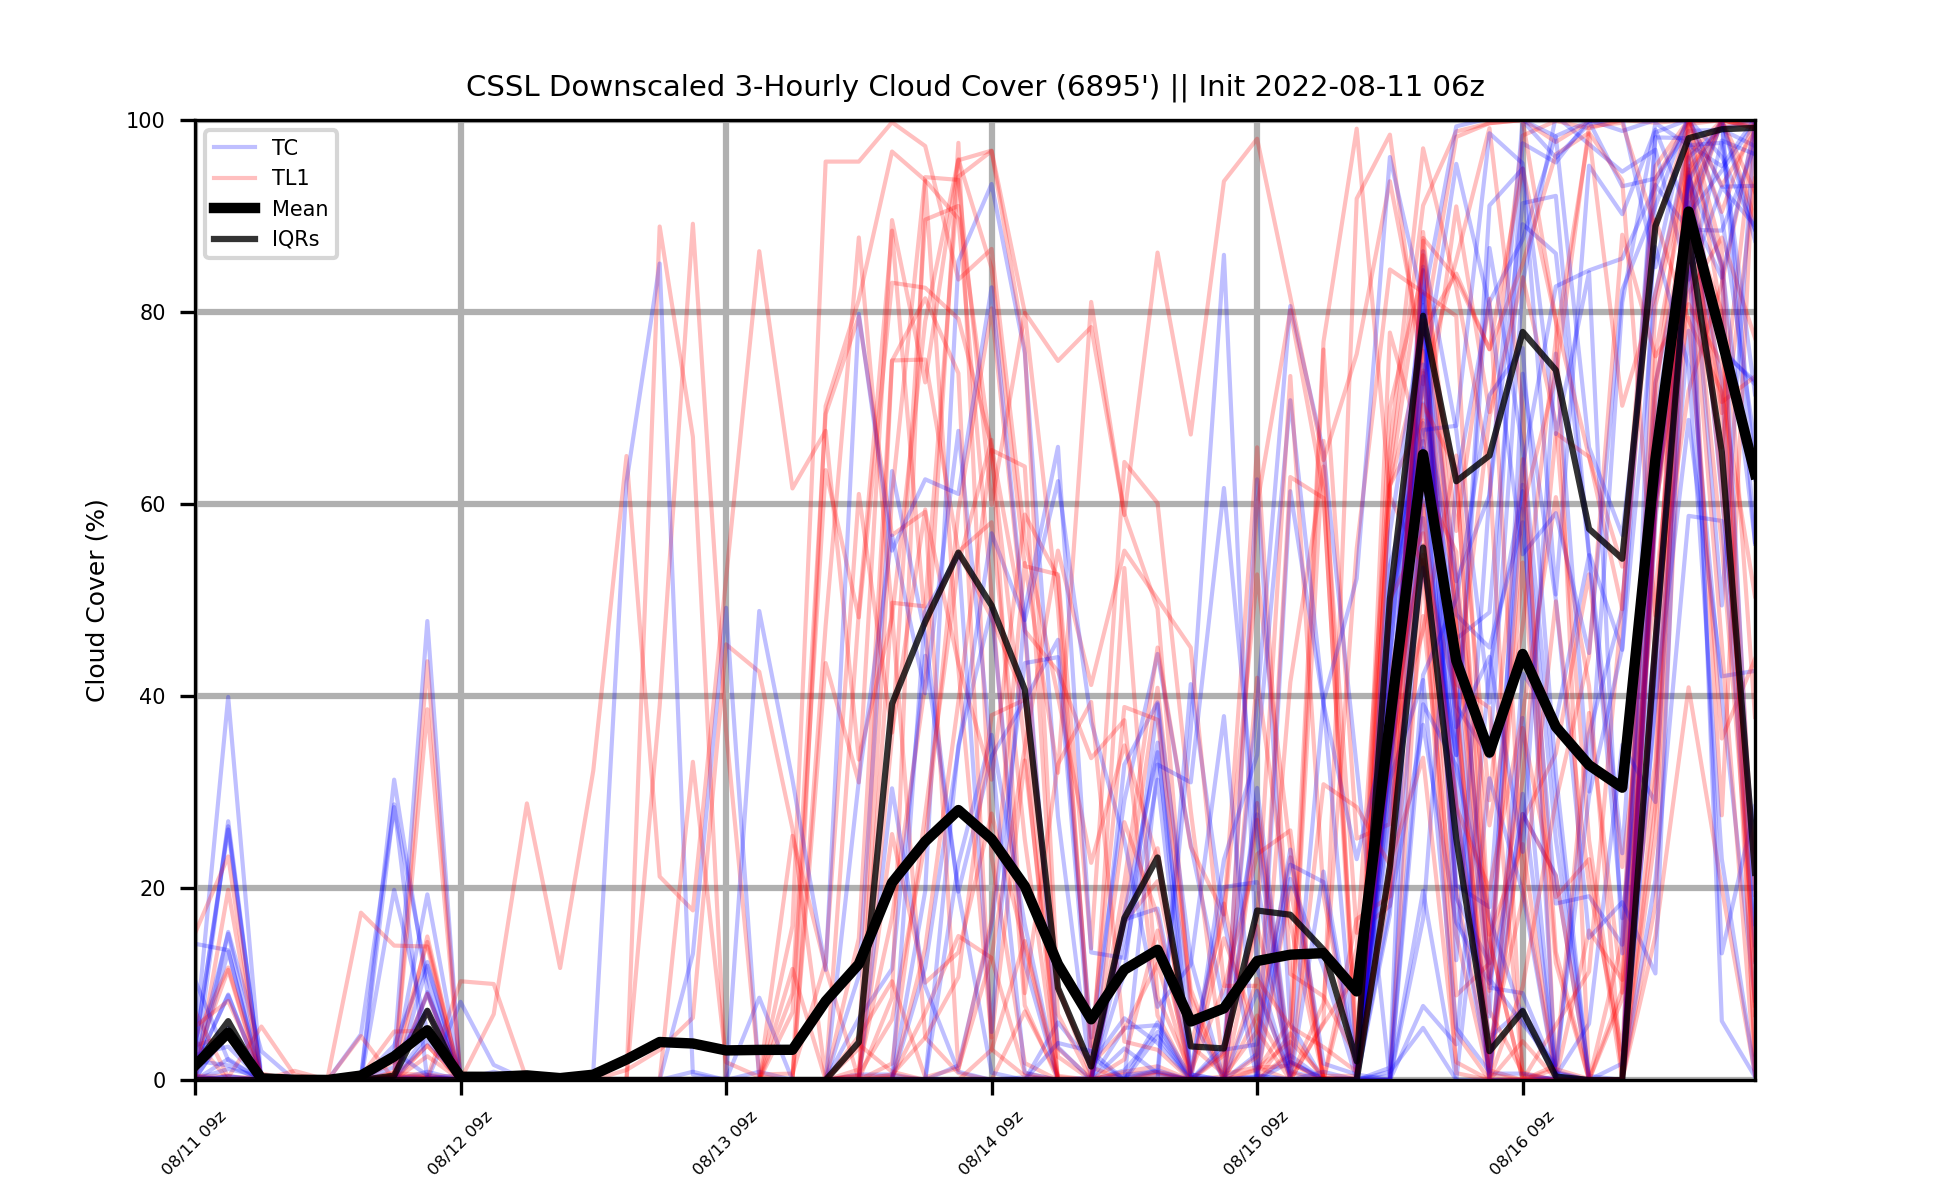 CSSL Downscaled 3-Hourly Cloud Cover (6895') || Init 2022-08-11 06z
100
80
60
40
20
0
Cloud Cover (%)
TC
TL1
Mean
IQRs
08/11 09z
08/12 09z
08/13 09z
08/14 09z
08/15 09z
08/16 09z